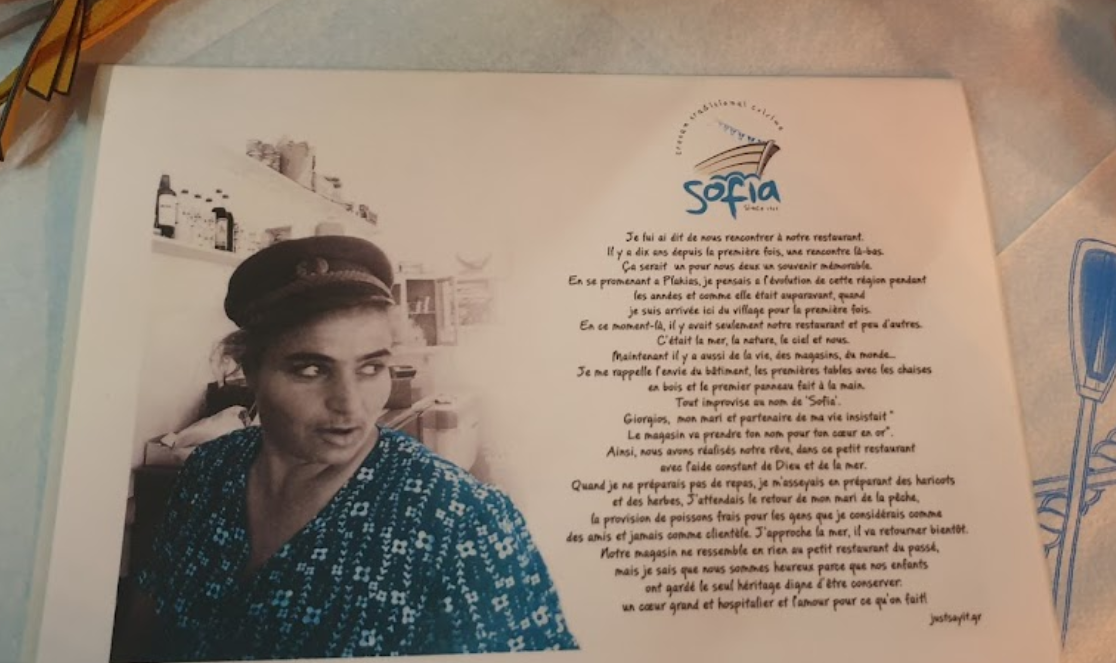 cretan traditional cuisine
Sofia
Je lui ai dit de nous rencontrer à notre restaurant.
Il y a dix ans depuis la première fois, une rencontre là-bas.
Ça serait un pour nous deux un souvenir mémorable.
En se promenant a Plakias, je pensais a l'évolution de cette région pendant
les années et comme elle était auparavant, quand
je suis arrivée ici du village pour la première fois.
En ce moment-là, il y avait seulement notre restaurant et peu d'autres.
C'était la mer, la nature, le ciel et nous.
Maintenant il y a aussi de la vie, des magasins, du monde...
Je me rappelle l'envie du bâtiment, les premières tables avec les chaises
en bois et le premier panneau fait à la main.
Tout improvise au nom de 'Sofia'.
Giorgios, mon mari et partenaire de ma vie insistait "
Le magasin va prendre ton nom pour ton cœur en or".
Ainsi, nous avons réalisés notre rêve, dans ce petit restaurant
avec l'aide constant de Dieu et de la mer.
Quand je ne préparais pas de repas, je m'asseyais en préparant des haricots
et des herbes, J'attendais le retour de mon mari de la pêche,
la provision de poissons frais pour les gens que je considérais comme
des amis et jamais comme clientèle. J'approche la mer, il va retourner bientôt.
Notre magasin ne ressemble en rien au petit restaurant du passé,
mais je sais que nous sommes heureux parce que nos enfants
ont gardé le seul héritage digne d'être conserver:
un cœur grand et hospitalier et l'amour pour ce qu'on fait!
justsayit.gr